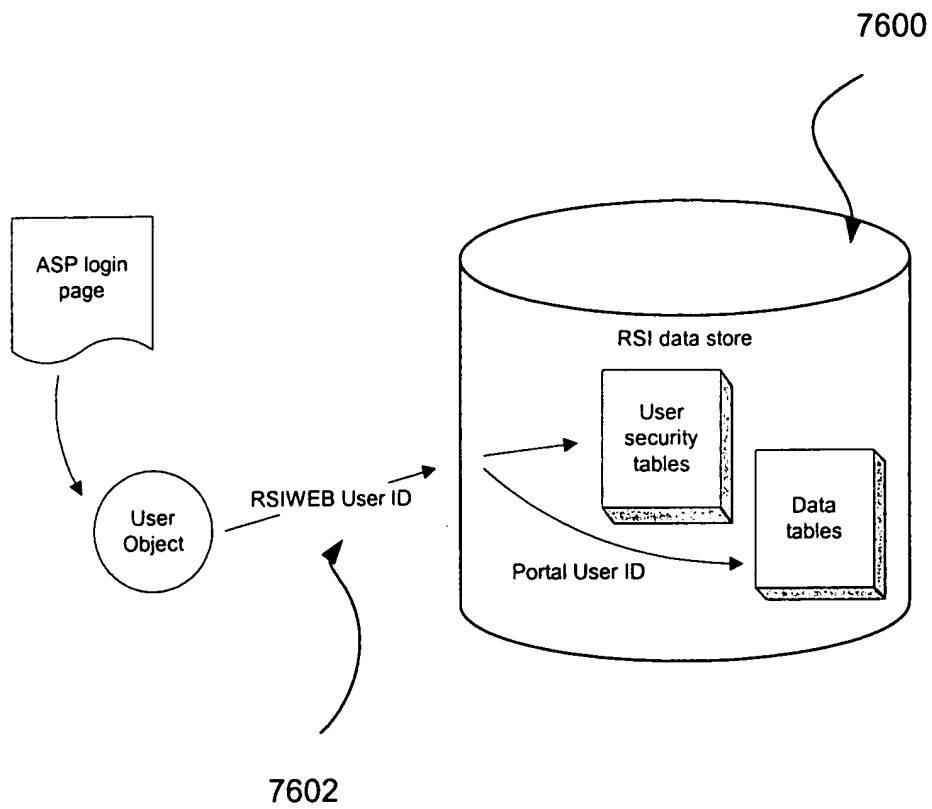 7600
ASP login
page
RSI data store
User
security
tables
Data
tables
RSIWEB User ID
User
Object
Portal User ID
7602